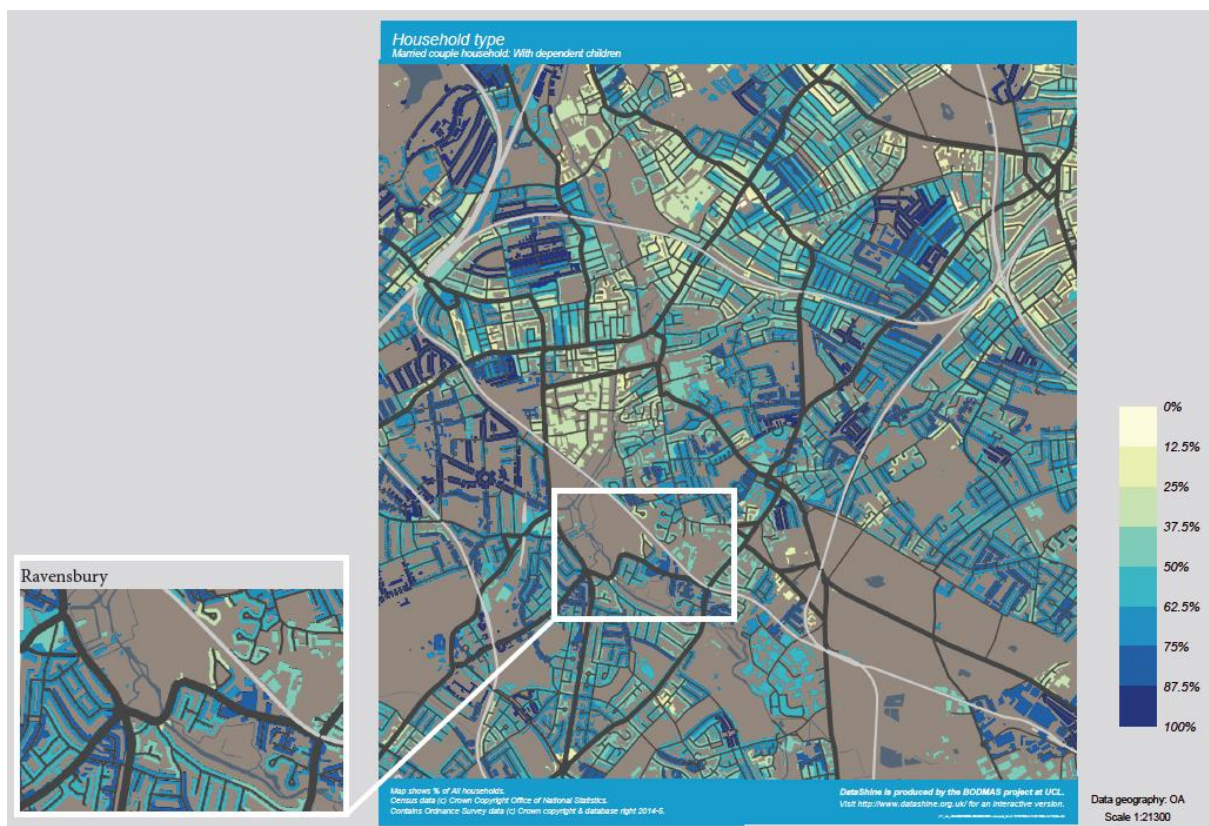 Household type
Married couple household: With dependent children
0%
12.5%
25%
37.5%
50%
62.5%
75%
87.5%
100%
Ravensbury
Map shows % of All households.
Census data (c) Crown Copyright Office of National Statistics.
Contains Ordnance Survey data (c) Crown copyright & database right 2014-5.
DataShine is produced by the BODMAS project at UCL.
Visit http://www.datashine.org.uk/ for an interactive version.
Data geography: OA
Scale 1:21300